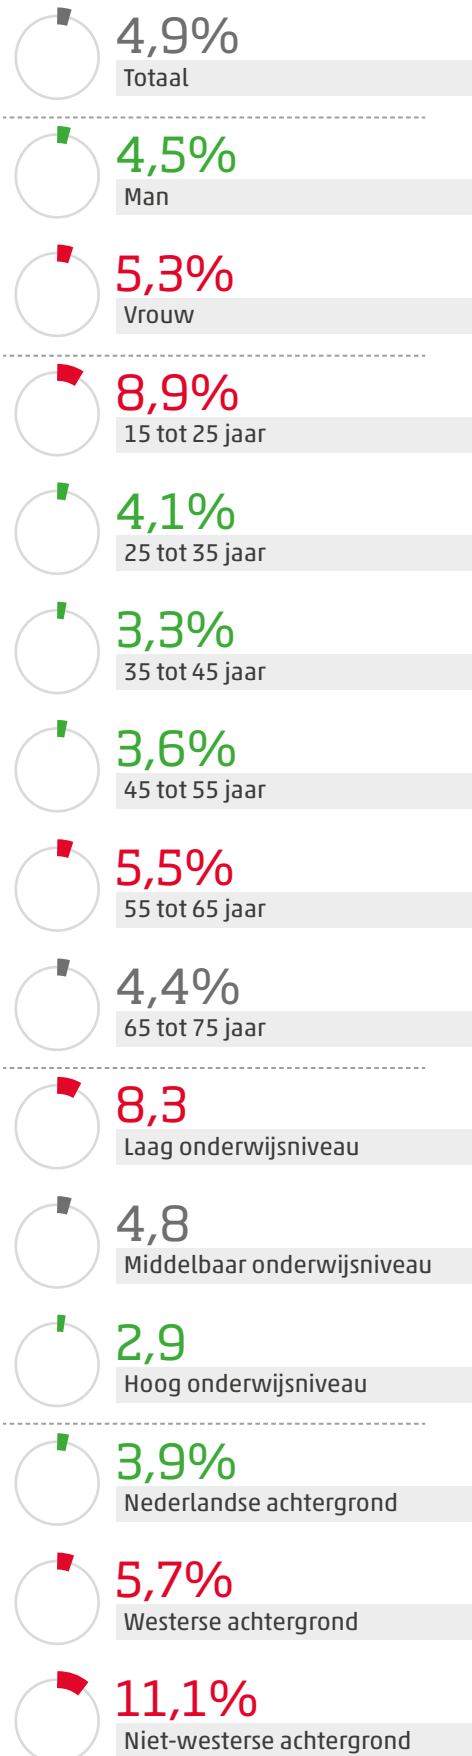 4,9%
Totaal
4,5%
Man
5,3%
Vrouw
8,9%
15 tot 25 jaar
4,1%
25 tot 35 jaar
3,3%
35 tot 45 jaar
3,6%
45 tot 55 jaar
5,5%
55 tot 65 jaar
4,4%
65 tot 75 jaar
8,3
Laag onderwijsniveau
4,8
Middelbaar onderwijsniveau
2,9
Hoog onderwijsniveau
3,9%
Nederlandse achtergrond
5,7%
Westerse achtergrond
11,1%
Niet-westerse achtergrond